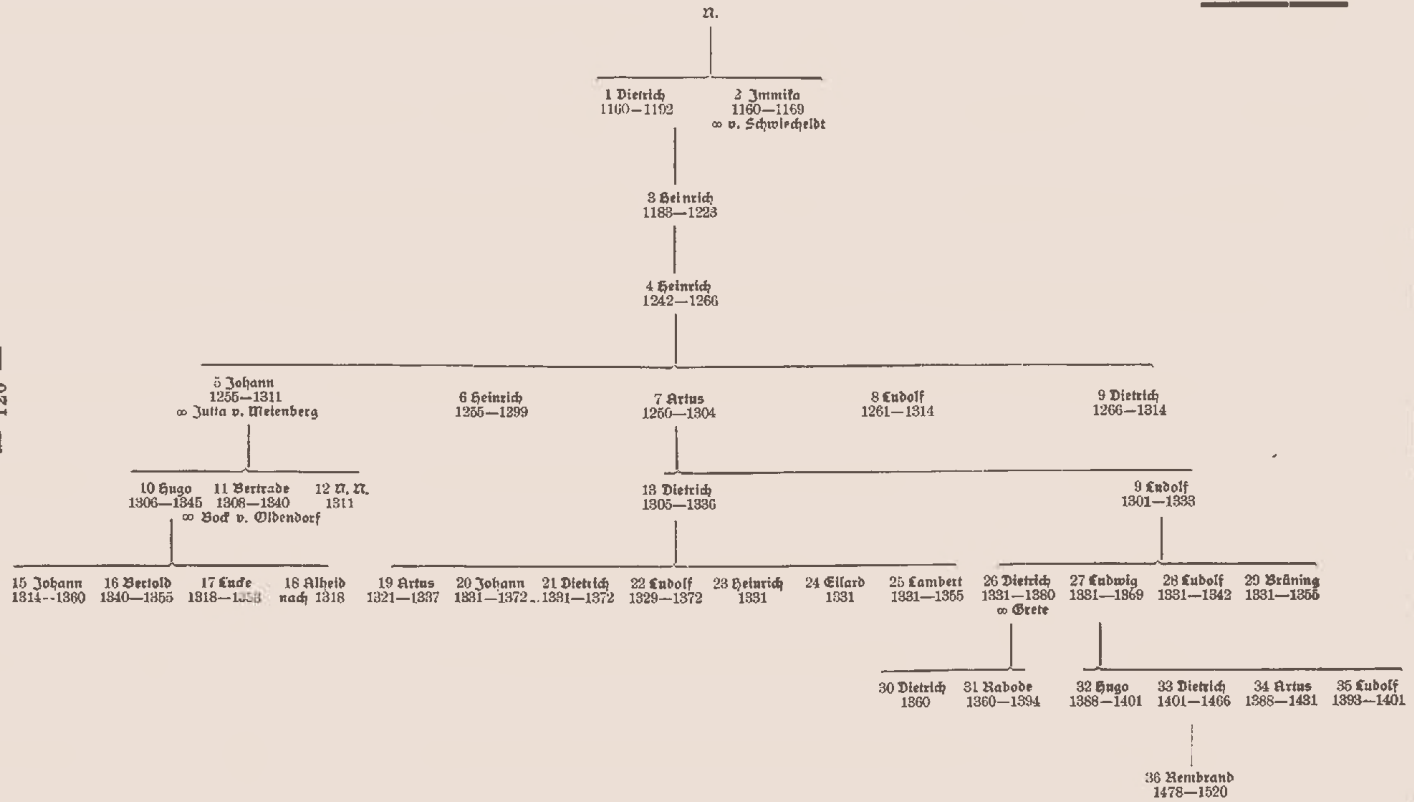 N.
1 Dietrich
1160—1192
2 Immika
1160—1169
∞ v. Schwiecheldt
3 Heinrich
1183—1223
4 Heinrich
1242—1266
— 120 —
5 Johann
1255—1311
∞ Jutta v. Meienberg
6 Heinrich
1255—1299
7 Artus
1250—1304
8 Ludolf
1261—1314
9 Dietrich
1266—1314
10 Hugo
1306—1345
11 Bertrade
1308—1340
∞ Bock v. Oldendorf
12 N. N.
1311
13 Dietrich
1305—1336
9 Ludolf
1301—1333
15 Johann
1314—1360
16 Bertold
1340—1355
17 Lucke
1318—
18 Alheid
nach 1318
19 Artus
1321—1337
20 Johann
1331—1372
21 Dietrich
1331—1372
22 Ludolf
1329—1372
23 Heinrich
1331
24 Eilard
1331
25 Lambert
1331—1355
26 Dietrich
1331—1380
∞ Grete
27 Ludwig
1331—1369
28 Ludolf
1331—1342
29 Brüning
1331—1355
30 Dietrich
1360
31 Rabode
1360—1394
32 Hugo
1388—1401
33 Dietrich
1401—1466
34 Artus
1388—1431
35 Ludolf
1393—1401
36 Rembrand
1478—1520